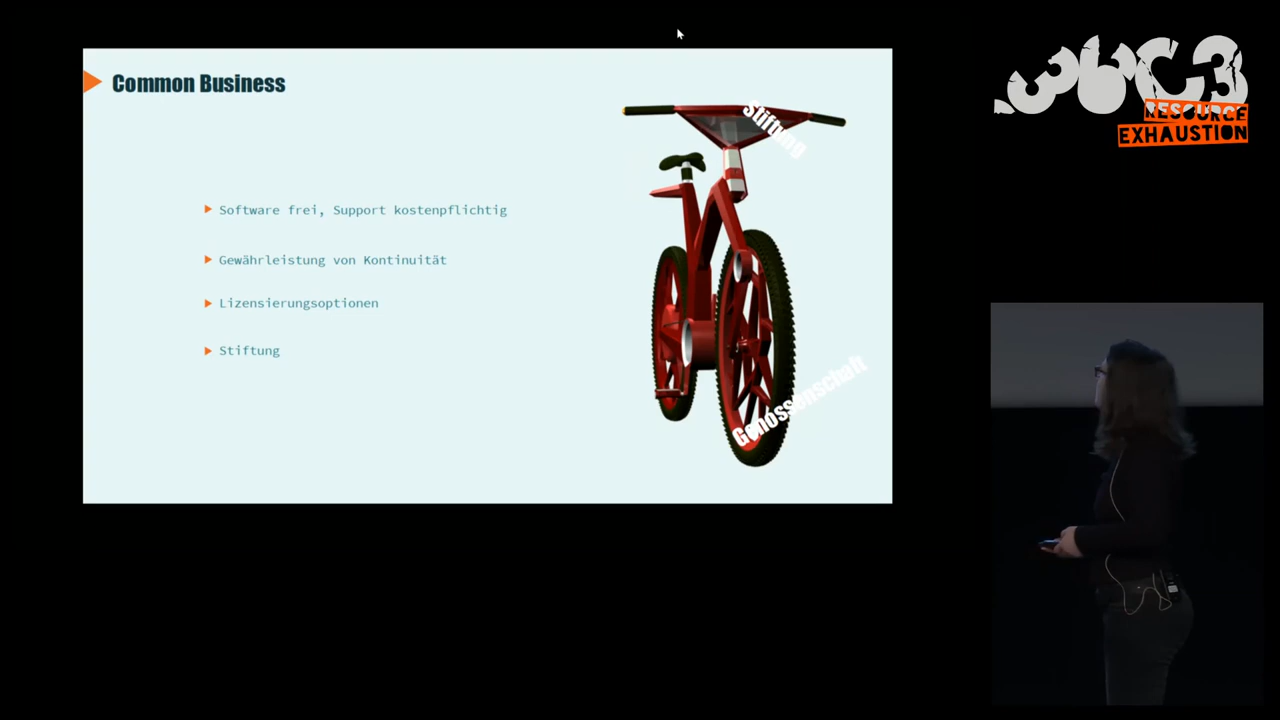 Common Business
Software frei, Support kostenpflichtig
Gewährleistung von Kontinuität
Lizensierungsoptionen
Stiftung
Stiftung
Genossenschaft
36C3
RESOURCE
EXHAUSTION